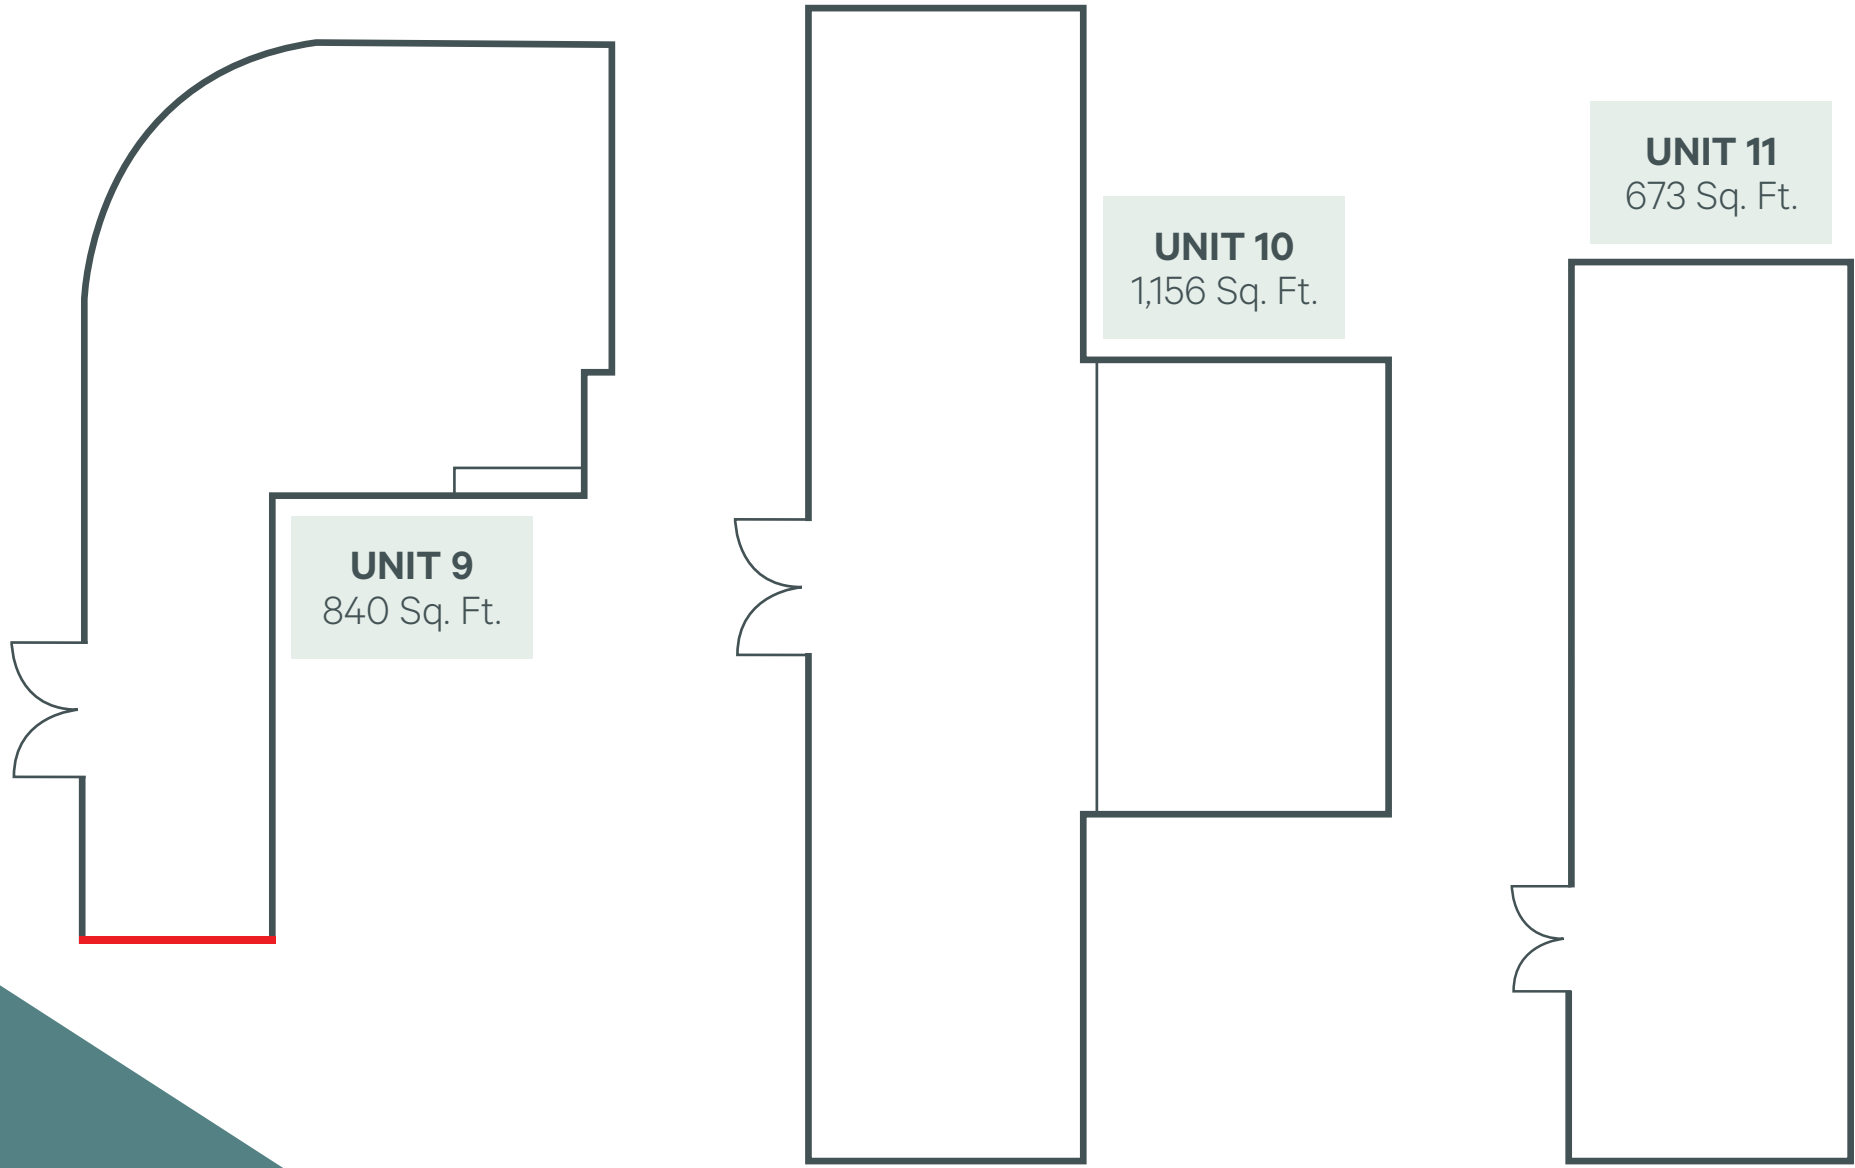 UNIT 9
840 Sq. Ft.
UNIT 10
1,156 Sq. Ft.
UNIT 11
673 Sq. Ft.